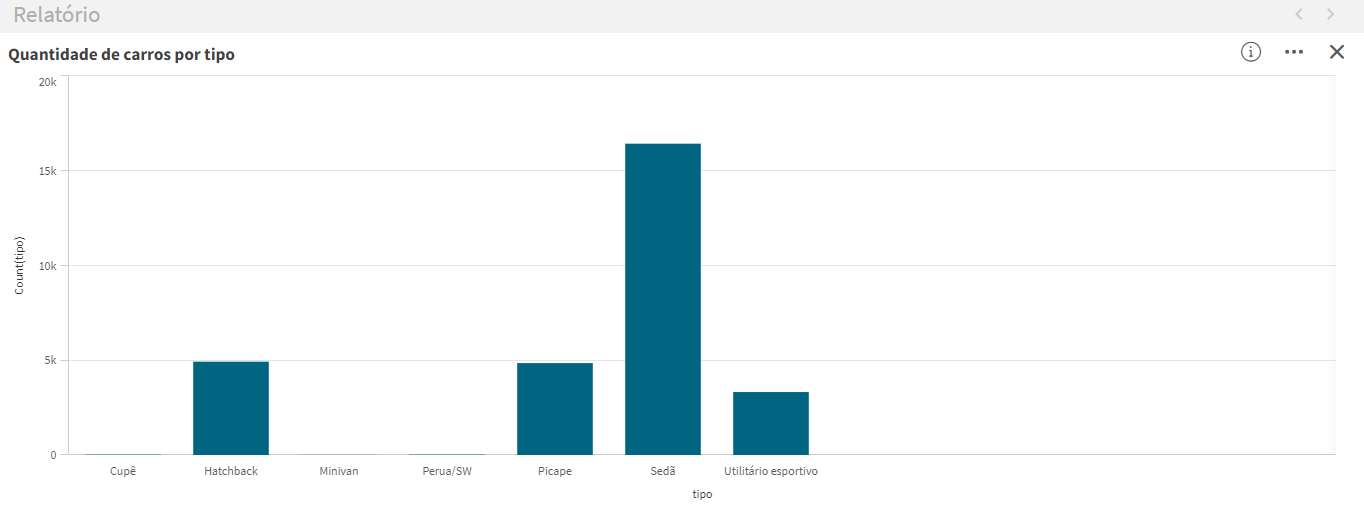 Relatório
Quantidade de carros por tipo
20k
15k
10k
5k
0
Count(tipo)
Cupê Hatchback Minivan Perua/SW Picape Sedã Utilitário esportivo
tipo